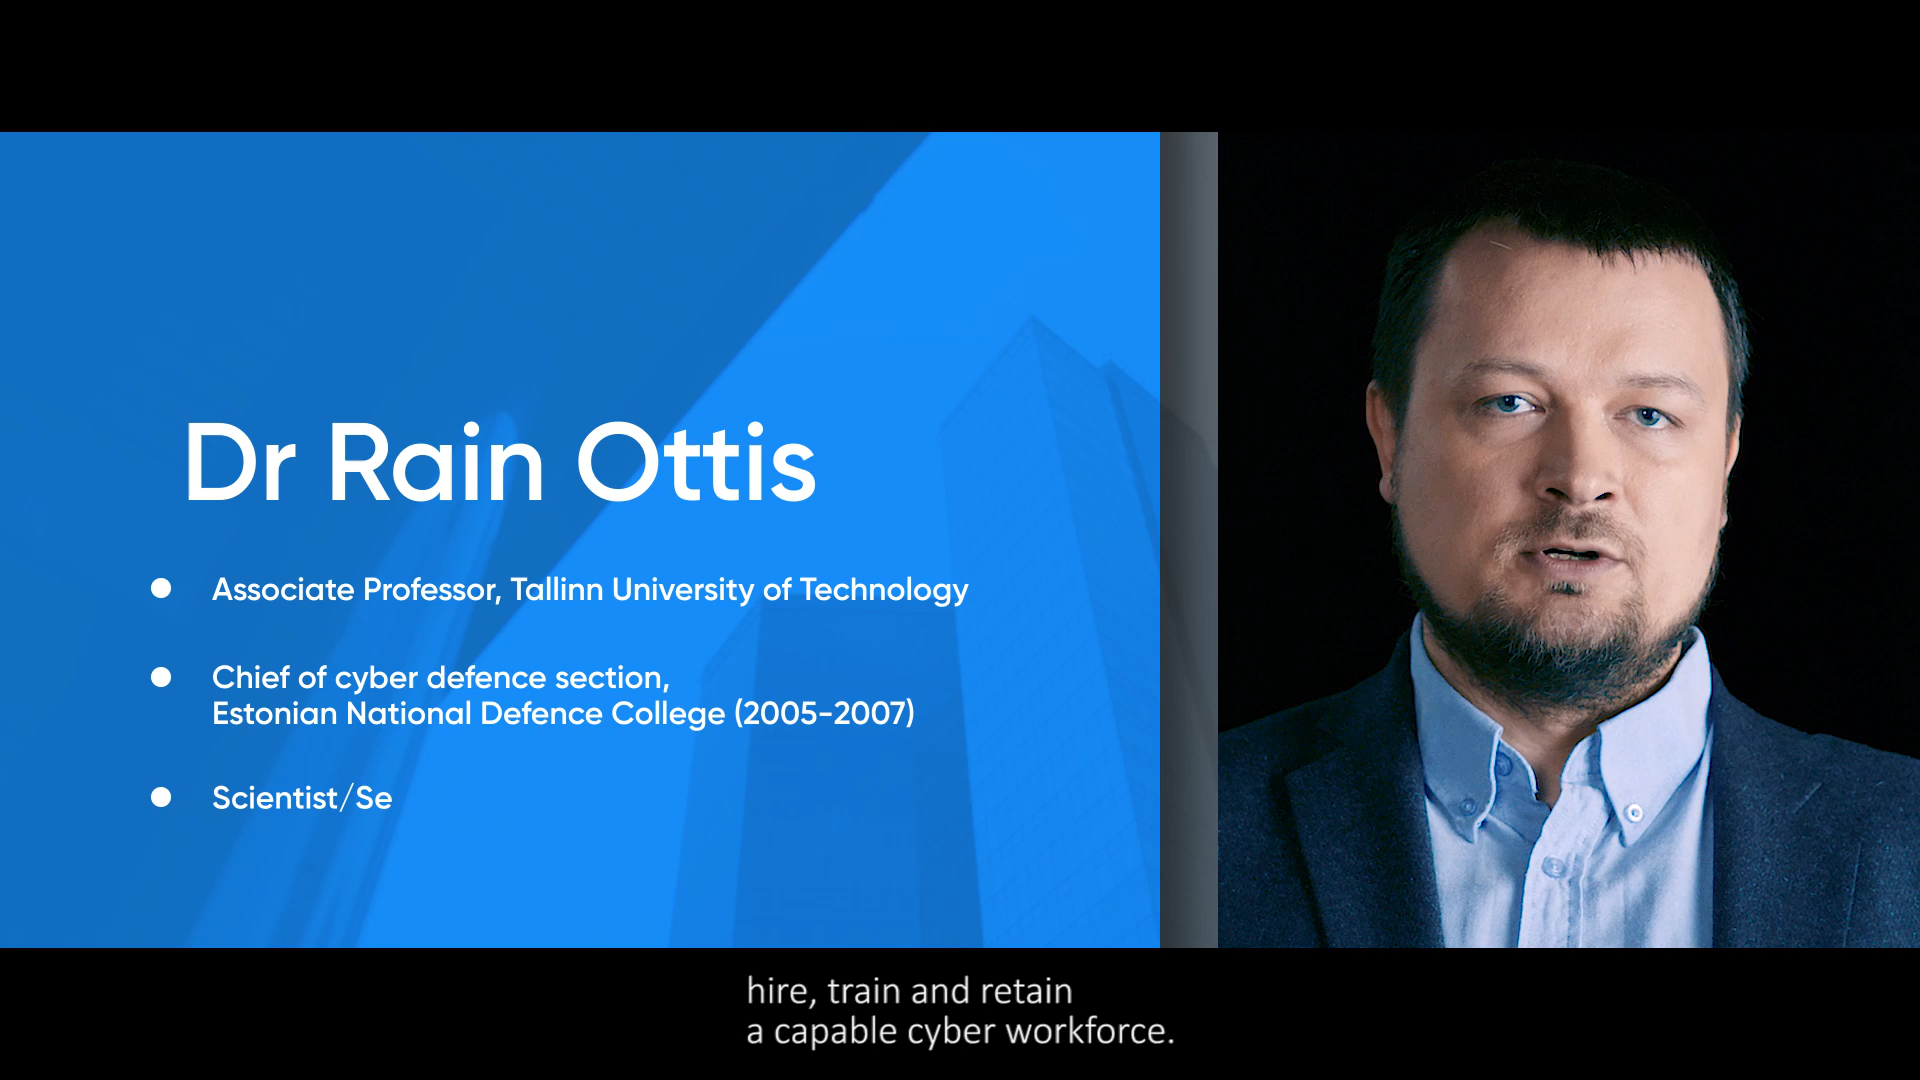 Dr Rain Ottis
Associate Professor, Tallinn University of Technology
Chief of cyber defence section,
Estonian National Defence College (2005-2007)
Scientist/Se
hire, train and retain
a capable cyber workforce.